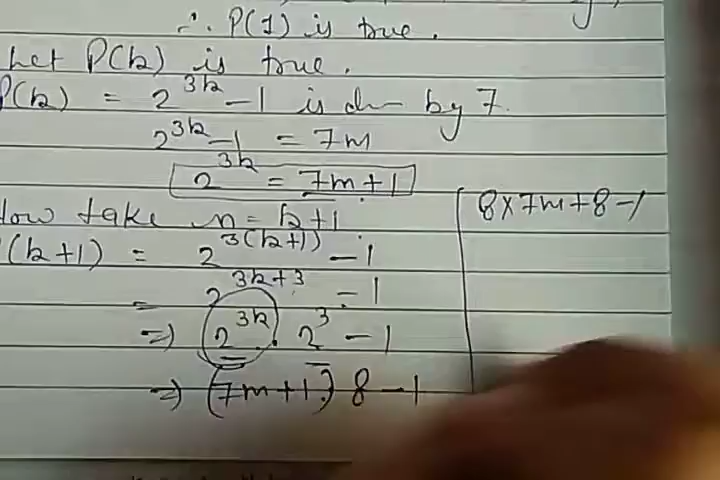 ∴ P(1) is true.
Let P(k) is true.
P(k) = 2^{3k} - 1 is by 7.
2^{3k} - 1 = 7m
2^{3k} = 7m + 1
Now take n = k+1
P(k+1) = 2^{3(k+1)} - 1
= 2^{3k+3} - 1
=> 2^{3k} . 2^3 - 1
=> (7m+1) 8 - 1
8 × 7m + 8 - 1